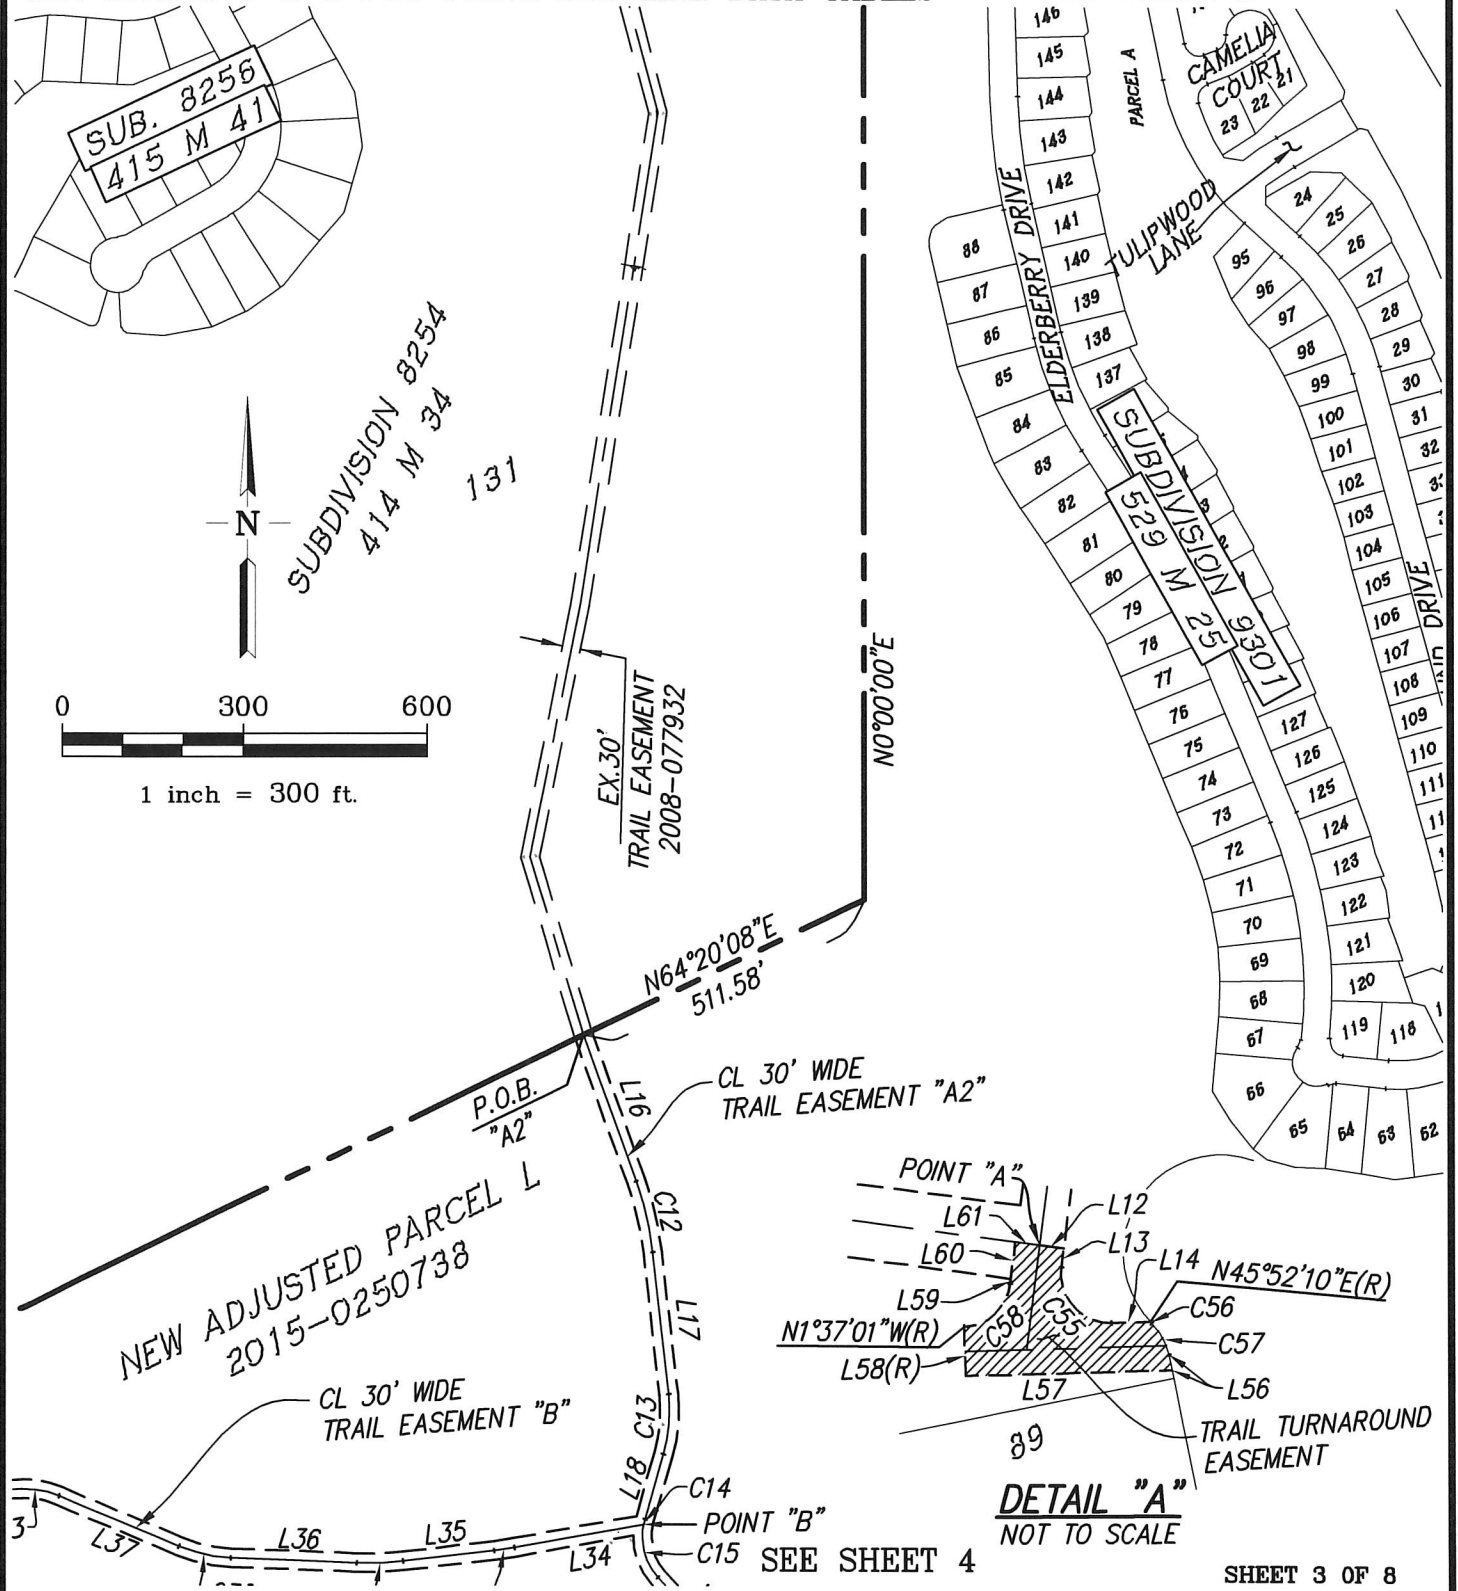 SUB. 8256
415 M 41
SUBDIVISION 8254
414 M 34
131
N
0 300 600
1 inch = 300 ft.
EX.30'
TRAIL EASEMENT
2008-077932
N0°00'00"E
N64°20'08"E
511.58'
P.O.B.
"A2"
L16
CL 30' WIDE
TRAIL EASEMENT "A2"
C12
L17
C13
L18
C14
POINT "B"
C15
NEW ADJUSTED PARCEL L
2015-0250738
CL 30' WIDE
TRAIL EASEMENT "B"
3
L37
L36
L35
L34
SEE SHEET 4
146
145
144
143
142
141
140
139
138
137
PARCEL A
CAMELIA
COURT
21
22
23
TULIPWOOD
LANE
ELDERBERRY DRIVE
88
87
86
85
84
83
82
81
80
79
78
77
76
75
74
73
72
71
70
69
68
67
66
65
64
63
62
SUBDIVISION 9301
529 M 25
127
126
125
124
123
122
121
120
119
118
24
25
26
27
28
29
30
31
32
95
96
97
98
99
100
101
102
103
104
105
106
107
108
109
110
111
DRIVE
POINT "A"
L61
L60
L59
L12
L13
L14
N45°52'10"E(R)
C56
C57
L56
C58
C55
N1°37'01"W(R)
L58(R)
L57
TRAIL TURNAROUND
EASEMENT
89
DETAIL "A"
NOT TO SCALE
SHEET 3 OF 8